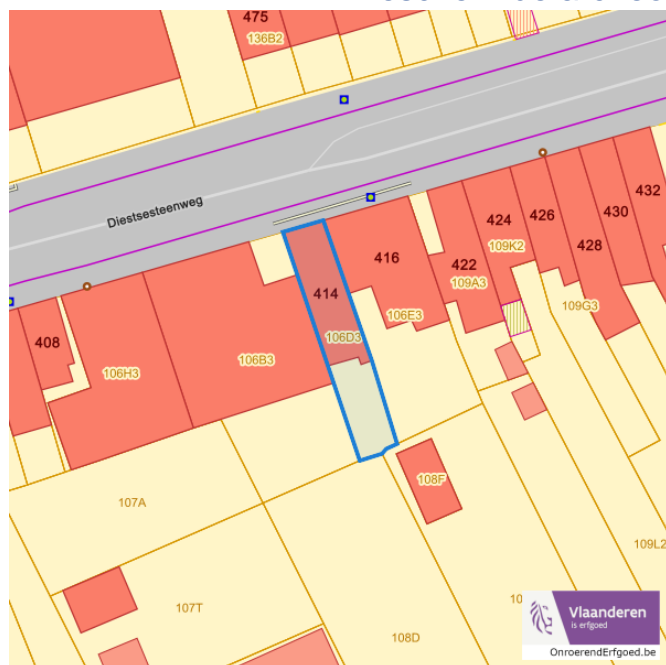 475
136B2
Diestsesteenweg
432
430
426
424
428
109K2
416
422
109A3
414
109G3
106E3
106D3
408
106B3
106H3
108F
107A
109L2
107T
108D
Vlaanderen
is erfgoed
OnroerendErfgoed.be